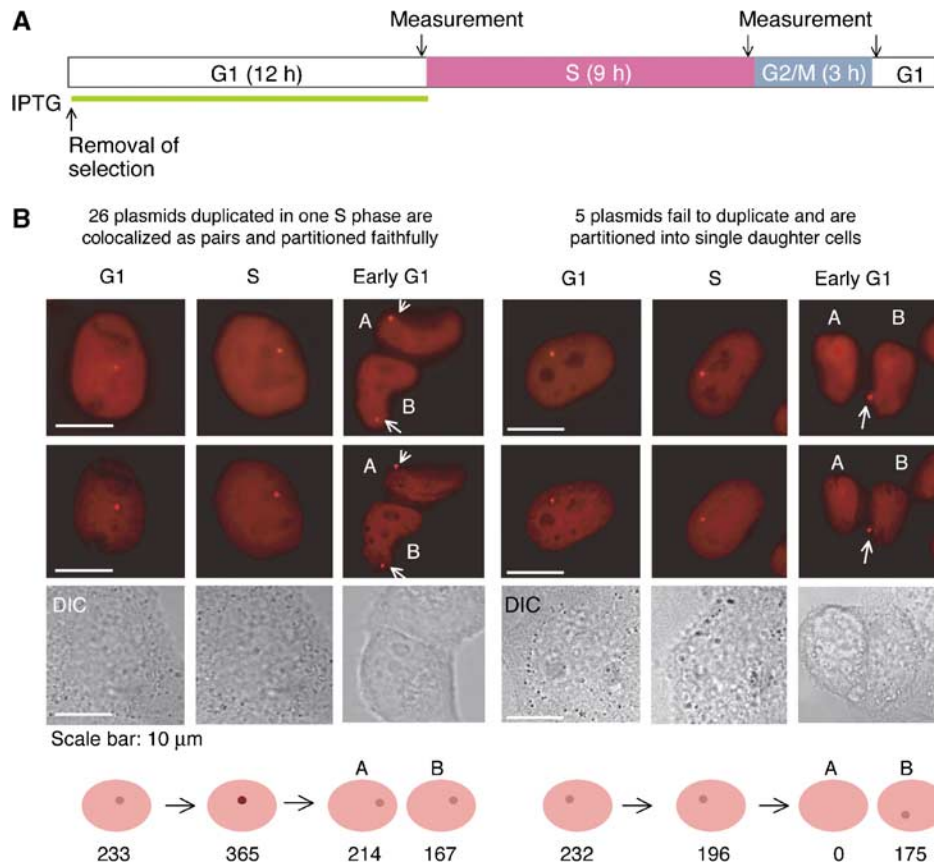 A
Measurement
Measurement
G1 (12 h)
S (9 h)
G2/M (3 h)
G1
IPTG
Removal of
selection
B
26 plasmids duplicated in one S phase are
colocalized as pairs and partitioned faithfully
5 plasmids fail to duplicate and are
partitioned into single daughter cells
G1
S
Early G1
G1
S
Early G1
A
B
A
B
A
B
A
B
DIC
DIC
Scale bar: 10 μm
A
B
A
B
233
365
214
167
232
196
0
175